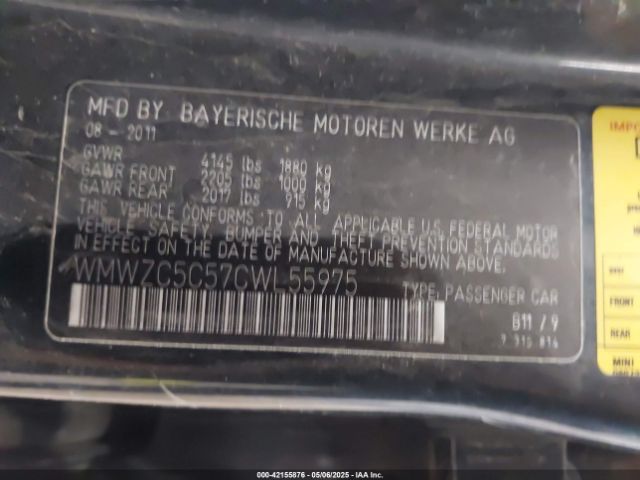 MFD BY: BAYERISCHE MOTOREN WERKE AG
08 - 2011
GVWR 4145 lbs 1880 kg
GAWR FRONT 2205 lbs 1000 kg
GAWR REAR 2017 lbs 915 kg
THIS VEHICLE CONFORMS TO ALL APPLICABLE U.S. FEDERAL MOTOR
VEHICLE SAFETY, BUMPER, AND THEFT PREVENTION STANDARDS
IN EFFECT ON THE DATE OF MANUFACTURE SHOWN ABOVE.
WMWZC5C57CWL55975
TYPE: PASSENGER CAR
B11 / 9
FRONT
REAR
MINI
000-42155876 05/06/2025 IAA Inc.